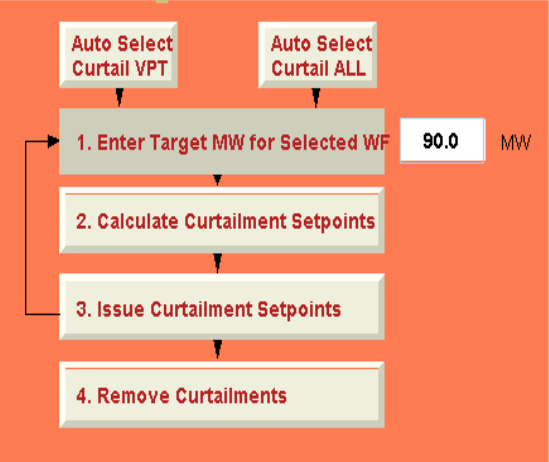 Auto Select
Curtail VPT
Auto Select
Curtail ALL
1. Enter Target MW for Selected WF
90.0
MW
2. Calculate Curtailment Setpoints
3. Issue Curtailment Setpoints
4. Remove Curtailments